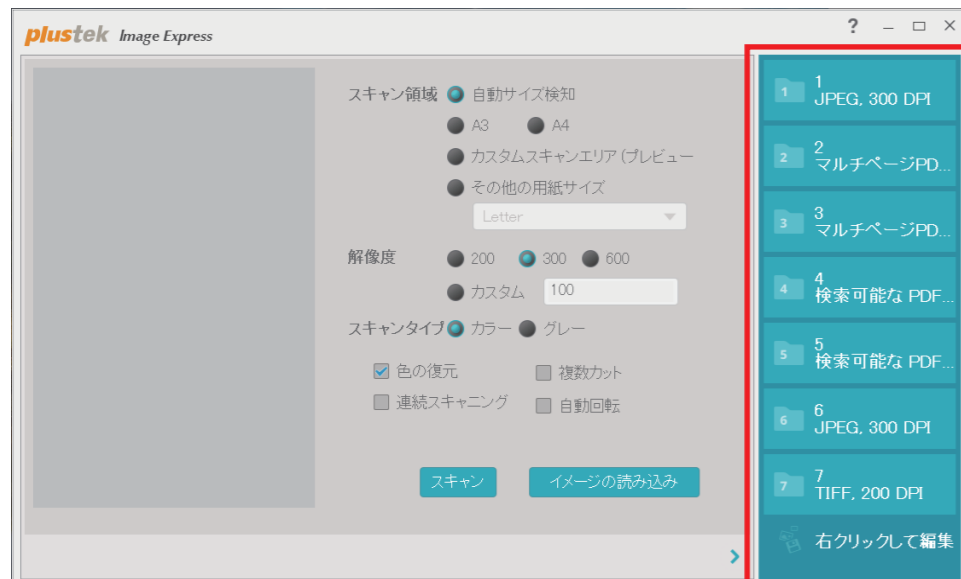 plustek Image Express
?
スキャン領域 自動サイズ検知
A3 A4
カスタムスキャンエリア (プレビュー
その他の用紙サイズ
Letter
解像度 200 300 600
カスタム 100
スキャンタイプ カラー グレー
色の復元 複数カット
連続スキャニング 自動回転
スキャン イメージの読み込み
1 1
JPEG, 300 DPI
2 2
マルチページPD...
3 3
マルチページPD...
4 4
検索可能な PDF...
5 5
検索可能な PDF...
6 6
JPEG, 300 DPI
7 7
TIFF, 200 DPI
右クリックして編集